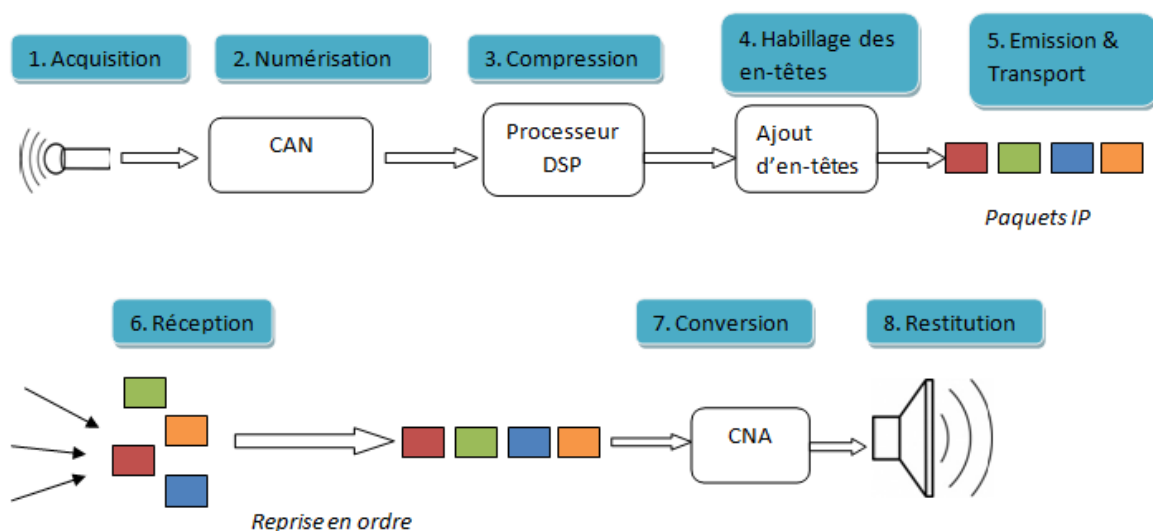 1. Acquisition
2. Numérisation
3. Compression
4. Habillage des
en-têtes
5. Emission &
Transport
CAN
Processeur
DSP
Ajout
d'en-têtes
Paquets IP
6. Réception
7. Conversion
8. Restitution
CNA
Reprise en ordre